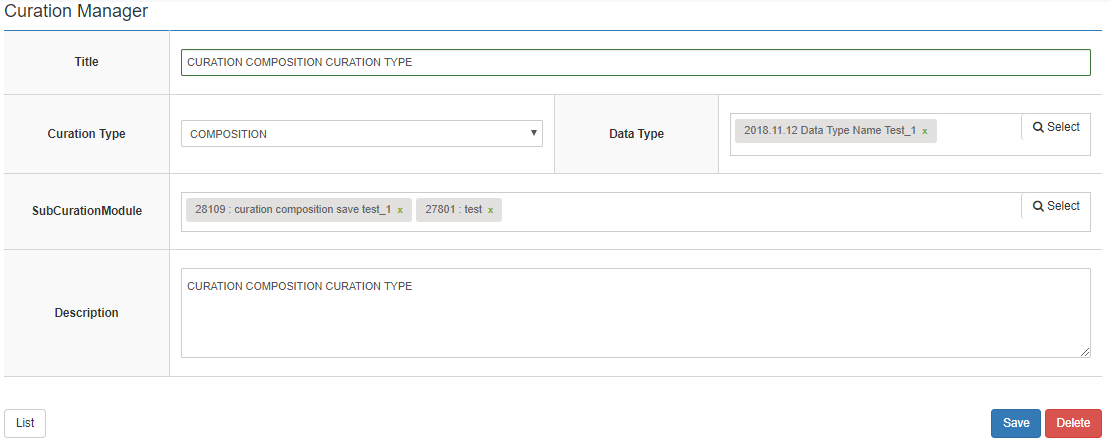 Curation Manager
Title
CURATION COMPOSITION CURATION TYPE
Curation Type
COMPOSITION
Data Type
2018.11.12 Data Type Name Test_1 x
Select
SubCurationModule
28109 : curation composition save test_1 x
27801 : test x
Select
Description
CURATION COMPOSITION CURATION TYPE
List
Save
Delete